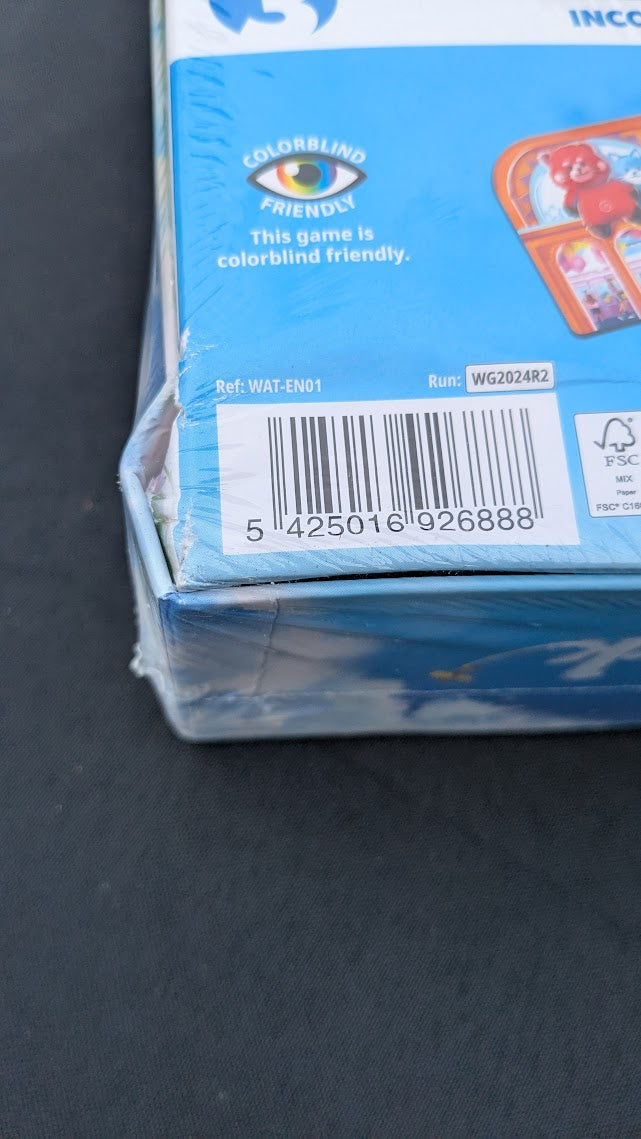 3
INCO
COLORBLIND
FRIENDLY
This game is
colorblind friendly.
Ref: WAT-EN01
Run: WG2024R2
5 425016 926888
FSC
MIX
Paper